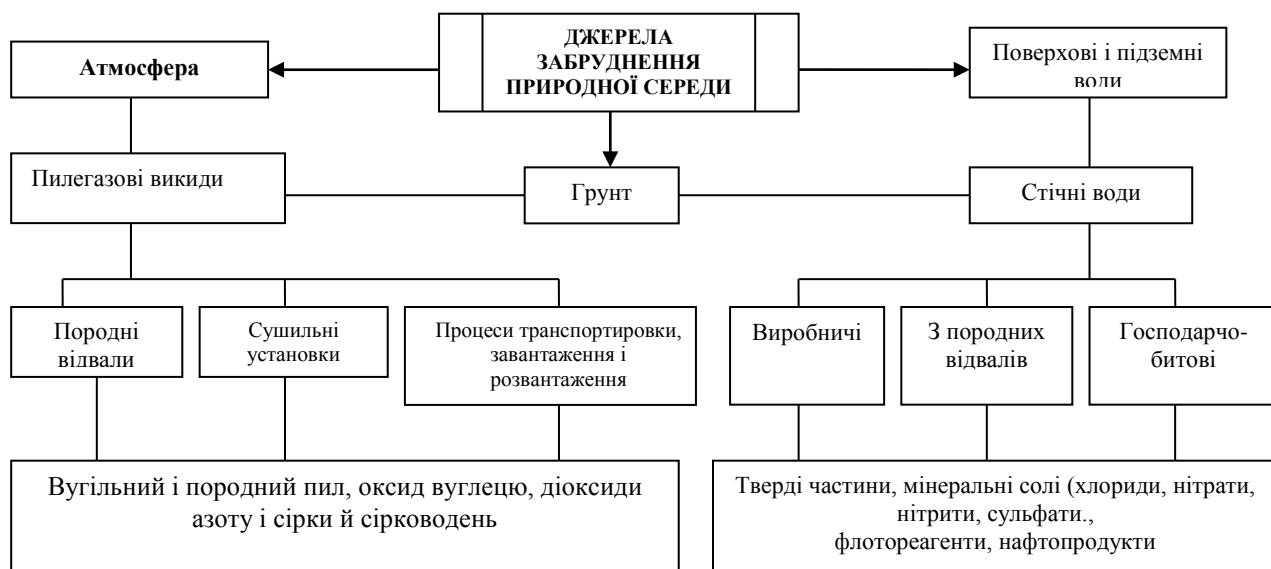 ДЖЕРЕЛА
ЗАБРУДНЕННЯ
ПРИРОДНОЇ СЕРЕДИ
Атмосфера
Поверхові і підземні
води
Пилегазові викиди
Грунт
Стічні води
Породні
відвали
Сушильні
установки
Процеси транспортировки,
завантаження і
розвантаження
Виробничі
З породних
відвалів
Господарчо-
битові
Вугільний і породний пил, оксид вуглецю, діоксиди
азоту і сірки й сірководень
Тверді частини, мінеральні солі (хлориди, нітрати,
нітрити, сульфати.,
флотореагенти, нафтопродукти